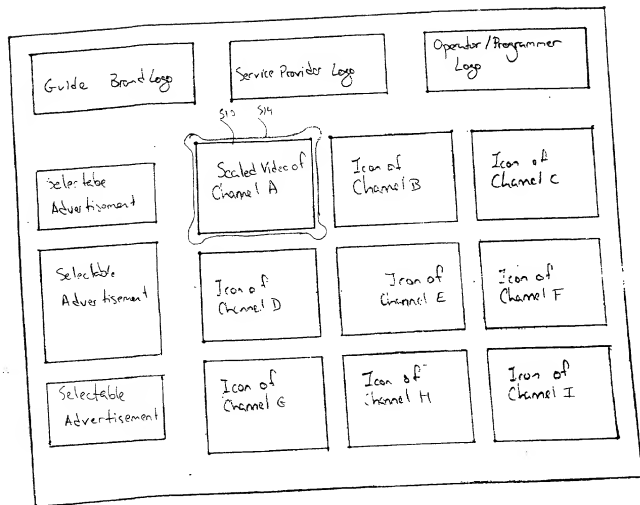 Guide Brand Logo
Service Provider Logo
Operator/Programmer
Logo
514
Scaled Video of
Channel A
Icon of
Channel B
Icon of
Channel C
Selectabe
Advertisement
Selectable
Advertisement
Icon of
Channel D
Icon of
Channel E
Icon of
Channel F
Selectable
Advertisement
Icon of
Channel G
Icon of
Channel H
Icon of
Channel I